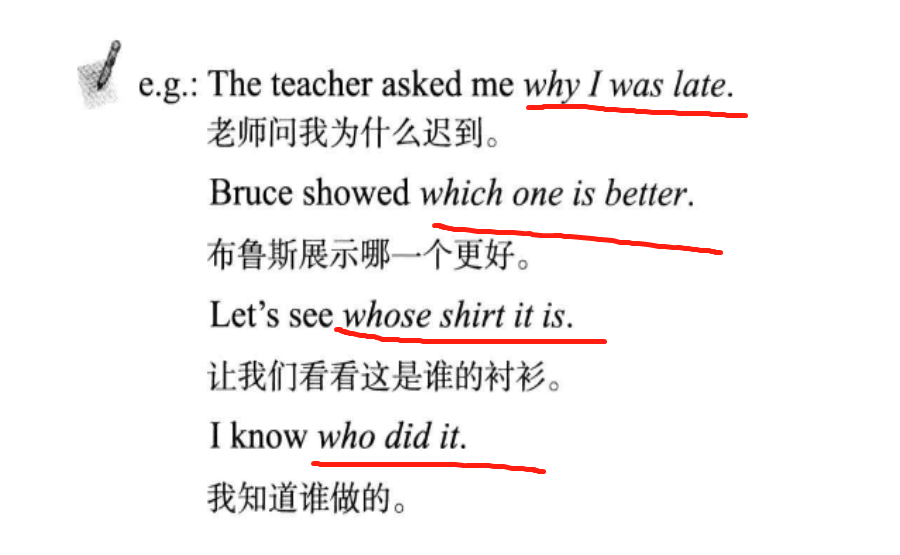 e.g.: The teacher asked me why I was late.
老师问我为什么迟到。
Bruce showed which one is better.
布鲁斯展示哪一个更好。
Let's see whose shirt it is.
让我们看看这是谁的衬衫。
I know who did it.
我知道谁做的。